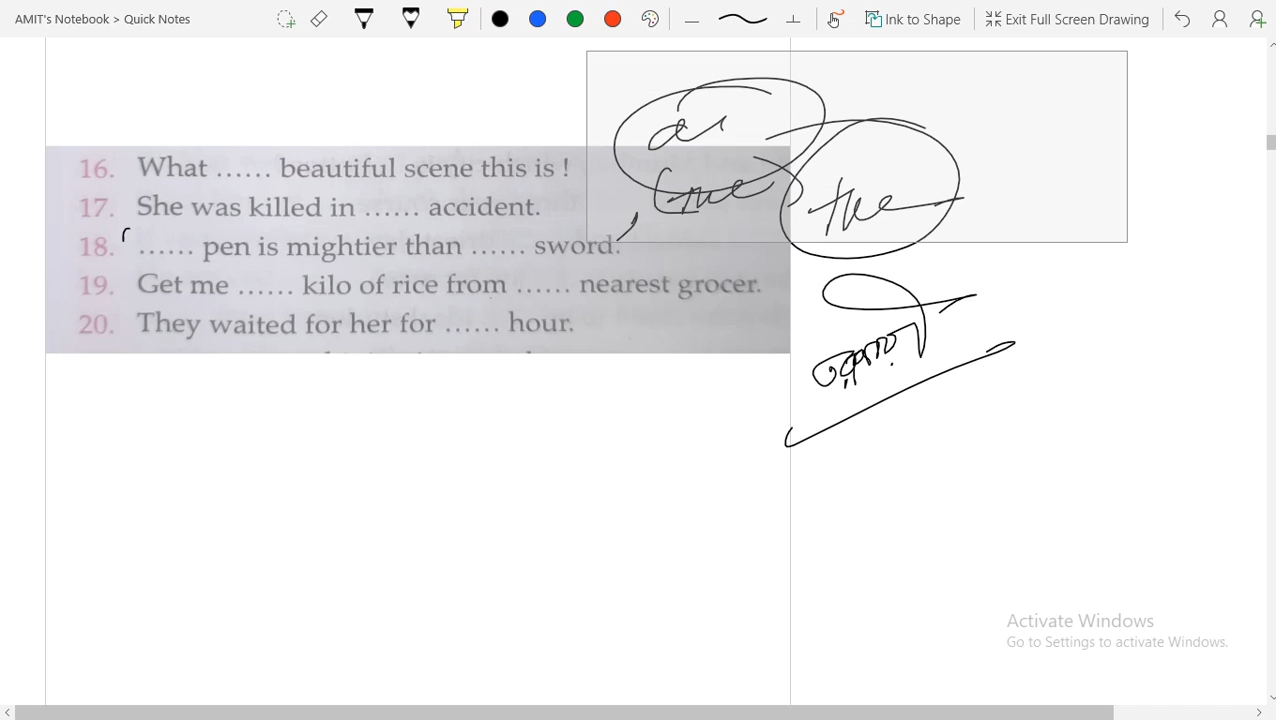 AMIT's Notebook > Quick Notes
Ink to Shape
Exit Full Screen Drawing
an
the
the
16. What ...... beautiful scene this is !
17. She was killed in ...... accident.
18. ...... pen is mightier than ...... sword.
19. Get me ...... kilo of rice from ...... nearest grocer.
20. They waited for her for ...... hour.
Activate Windows
Go to Settings to activate Windows.